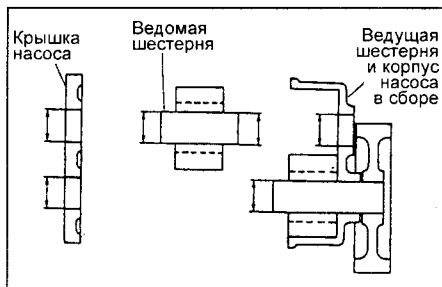 Крышка
насоса
Ведомая
шестерня
Ведущая
шестерня
и корпус
насоса
в сборе